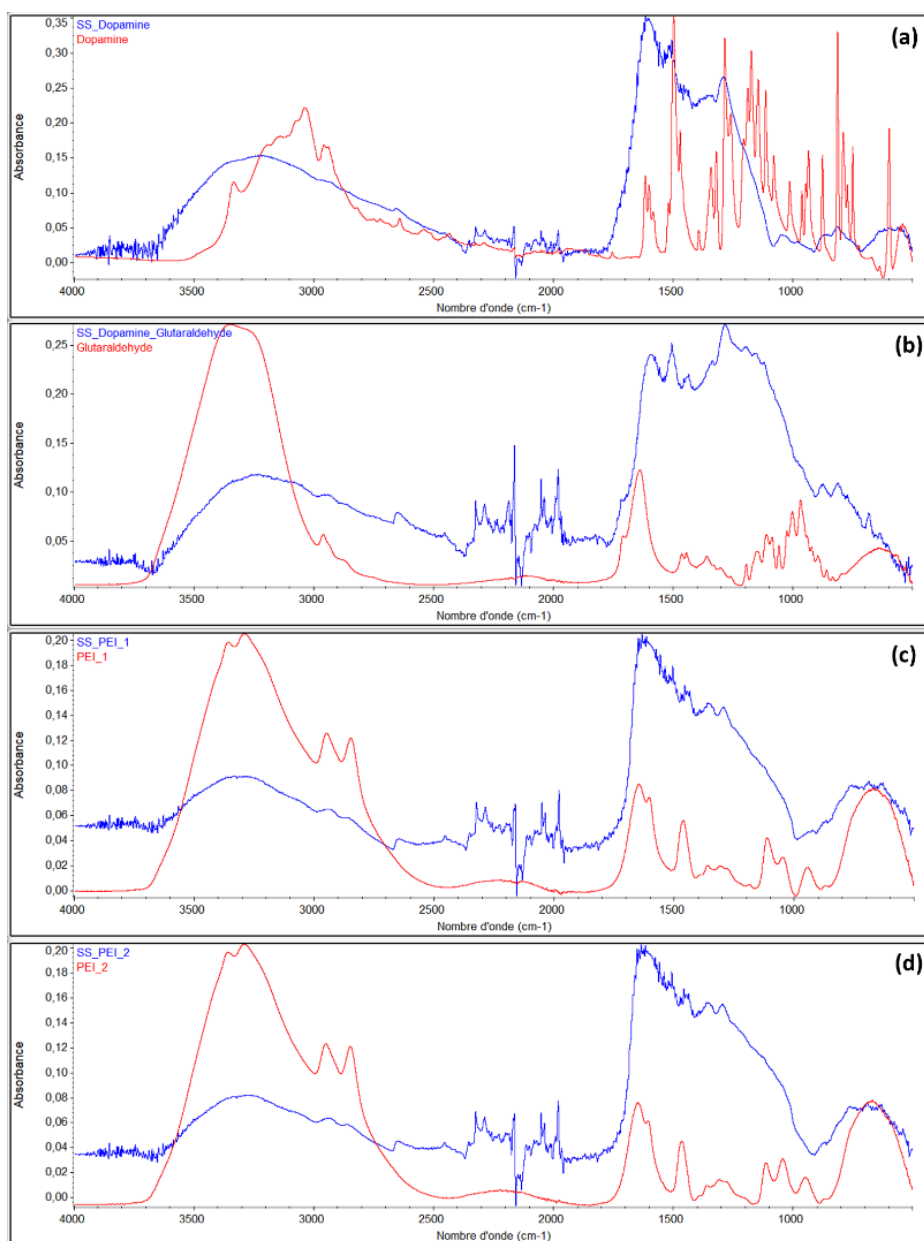 SS_Dopamine
Dopamine
(a)
0,35
0,30
0,25
0,20
0,15
0,10
0,05
0,00
Absorbance
4000 3500 3000 2500 2000 1500 1000
Nombre d'onde (cm-1)
SS_Dopamine_Glutaraldehyde
Glutaraldehyde
(b)
0,25
0,20
0,15
0,10
0,05
Absorbance
4000 3500 3000 2500 2000 1500 1000
Nombre d'onde (cm-1)
0,20
SS_PEI_1
PEI_1
(c)
0,18
0,16
0,14
0,12
0,10
0,08
0,06
0,04
0,02
0,00
Absorbance
4000 3500 3000 2500 2000 1500 1000
Nombre d'onde (cm-1)
0,20
SS_PEI_2
PEI_2
(d)
0,18
0,16
0,14
0,12
0,10
0,08
0,06
0,04
0,02
0,00
Absorbance
4000 3500 3000 2500 2000 1500 1000
Nombre d'onde (cm-1)